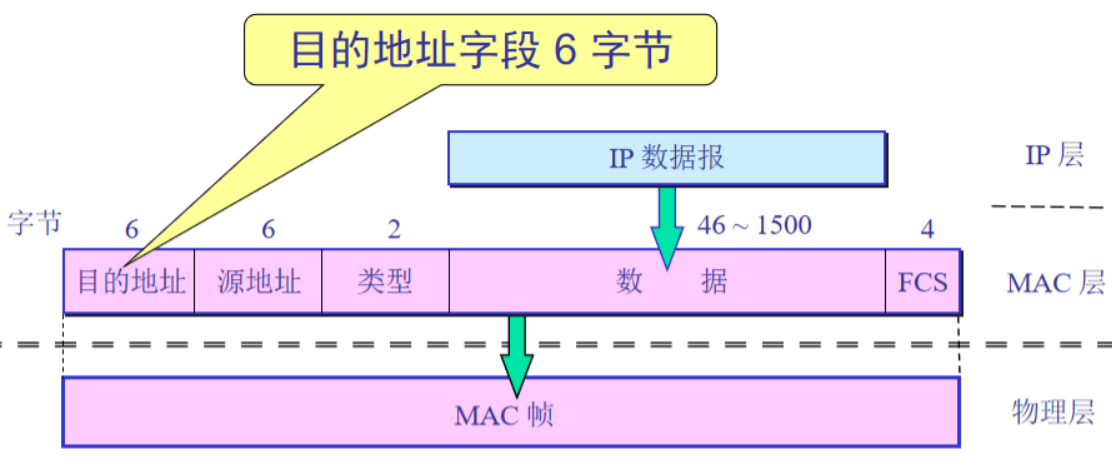 目的地址字段 6 字节
IP 数据报
IP 层
字节 6 6 2 46 ~ 1500 4
目的地址 源地址 类型 数 据 FCS MAC 层
MAC 帧 物理层